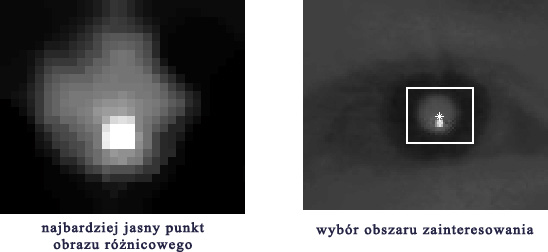 najbardziej jasny punkt
obrazu różnicowego
wybór obszaru zainteresowania